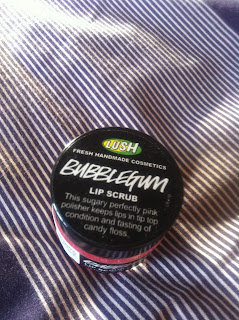 LUSH
FRESH HANDMADE COSMETICS
BUBBLEGUM
LIP SCRUB
This sugary perfectly pink
polisher keeps lips in tip top
condition and tasting of
candy floss.